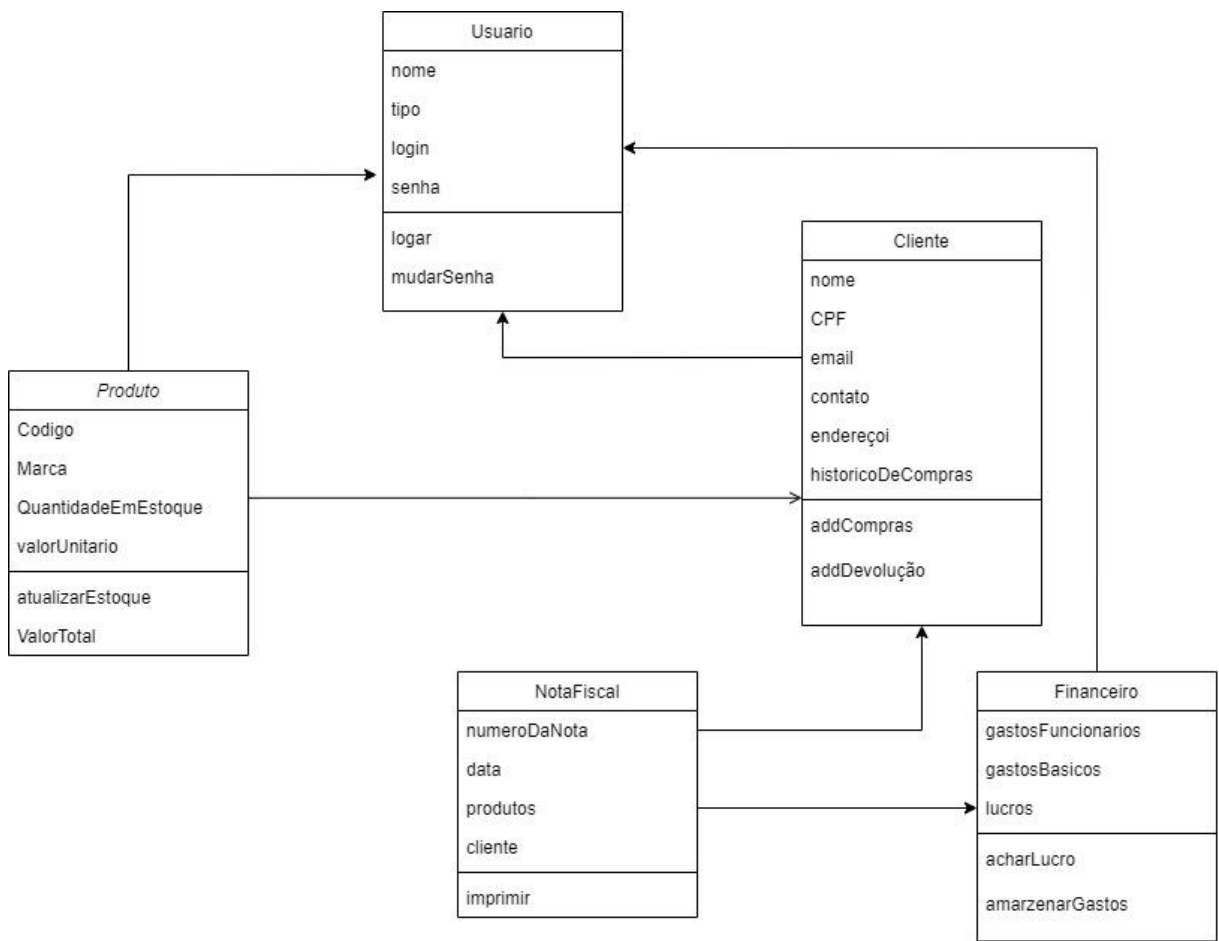 Usuario
nome
tipo
login
senha
logar
mudarSenha
Cliente
nome
CPF
email
contato
endereçoi
historicoDeCompras
addCompras
addDevolução
Produto
Codigo
Marca
QuantidadeEmEstoque
valorUnitario
atualizarEstoque
ValorTotal
NotaFiscal
numeroDaNota
data
produtos
cliente
imprimir
Financeiro
gastosFuncionarios
gastosBasicos
lucros
acharLucro
amarzenarGastos